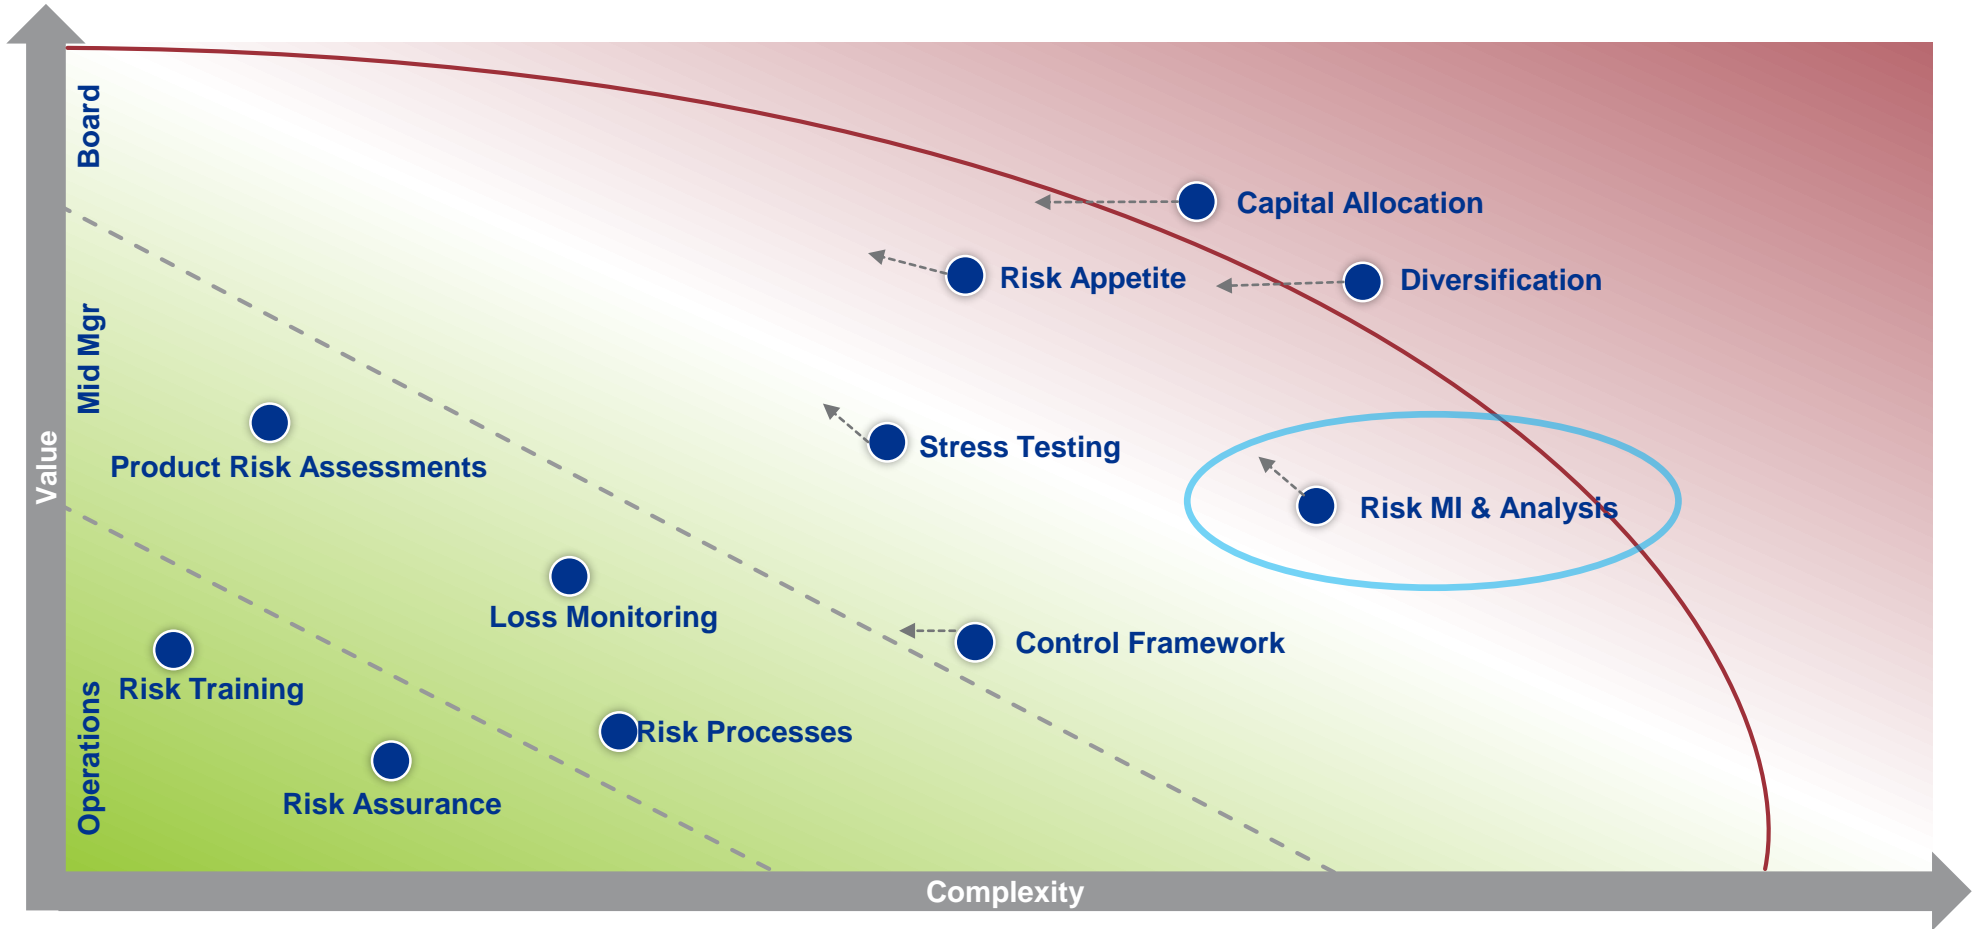 Board
Mid Mgr
Operations
Value
Capital Allocation
Risk Appetite
Diversification
Product Risk Assessments
Stress Testing
Risk MI & Analysis
Loss Monitoring
Control Framework
Risk Training
Risk Processes
Risk Assurance
Complexity